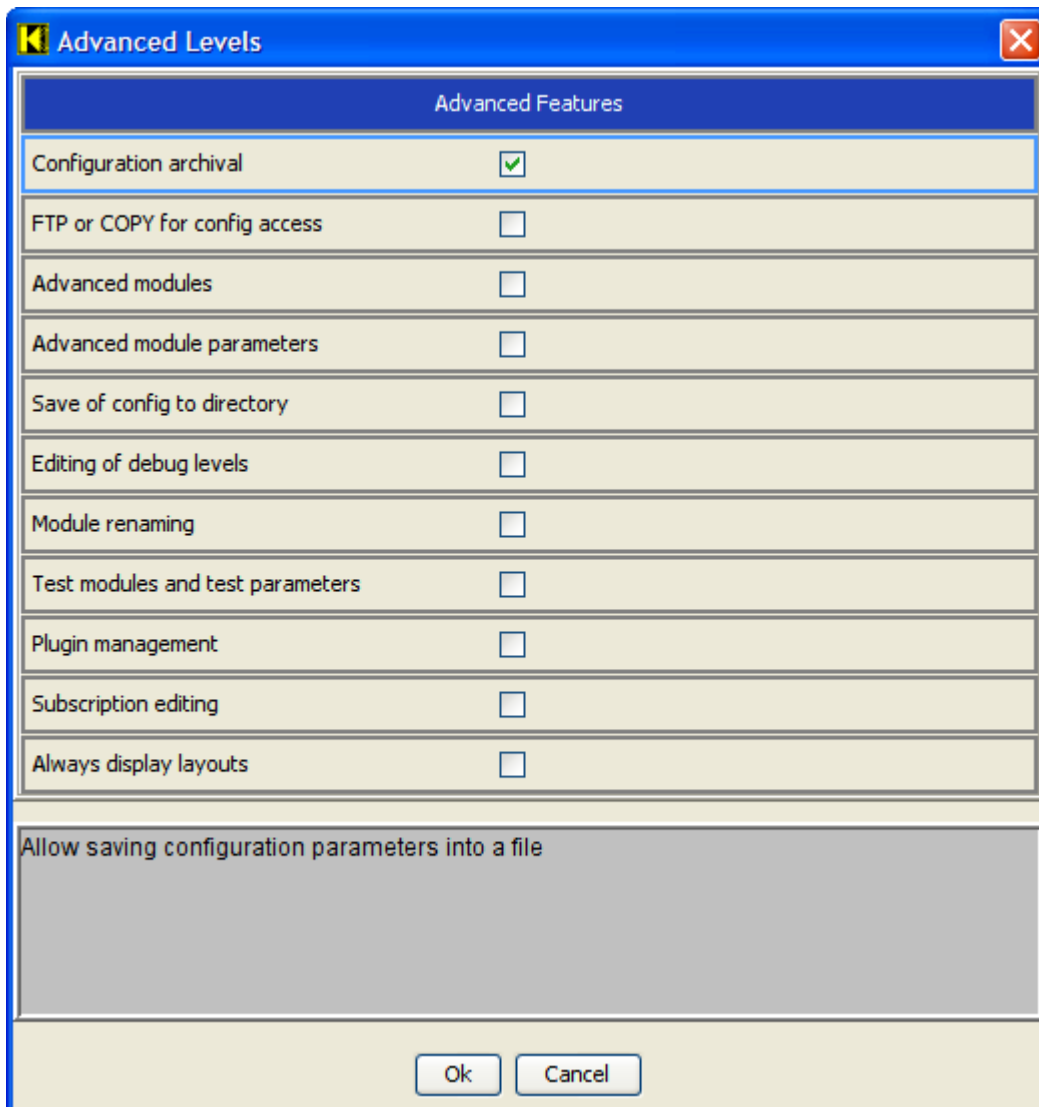 Advanced Levels
Advanced Features
Configuration archival
FTP or COPY for config access
Advanced modules
Advanced module parameters
Save of config to directory
Editing of debug levels
Module renaming
Test modules and test parameters
Plugin management
Subscription editing
Always display layouts
Allow saving configuration parameters into a file
Ok Cancel